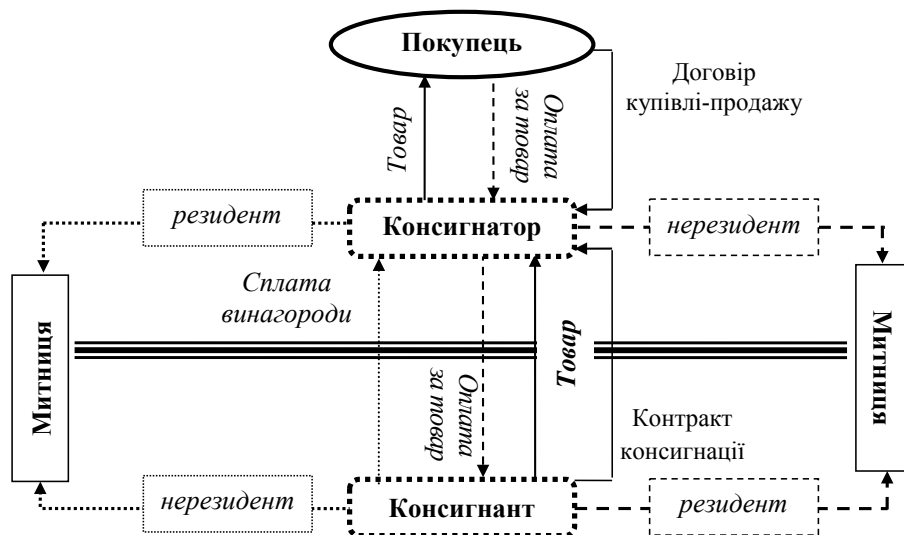 Покупець
Договір
купівлі-продажу
Товар
Оплата
за товар
резидент
Консигнатор
нерезидент
Сплата
винагороди
Митниця
Товар
Митниця
Оплата
за товар
Контракт
консигнації
нерезидент
Консигнант
резидент